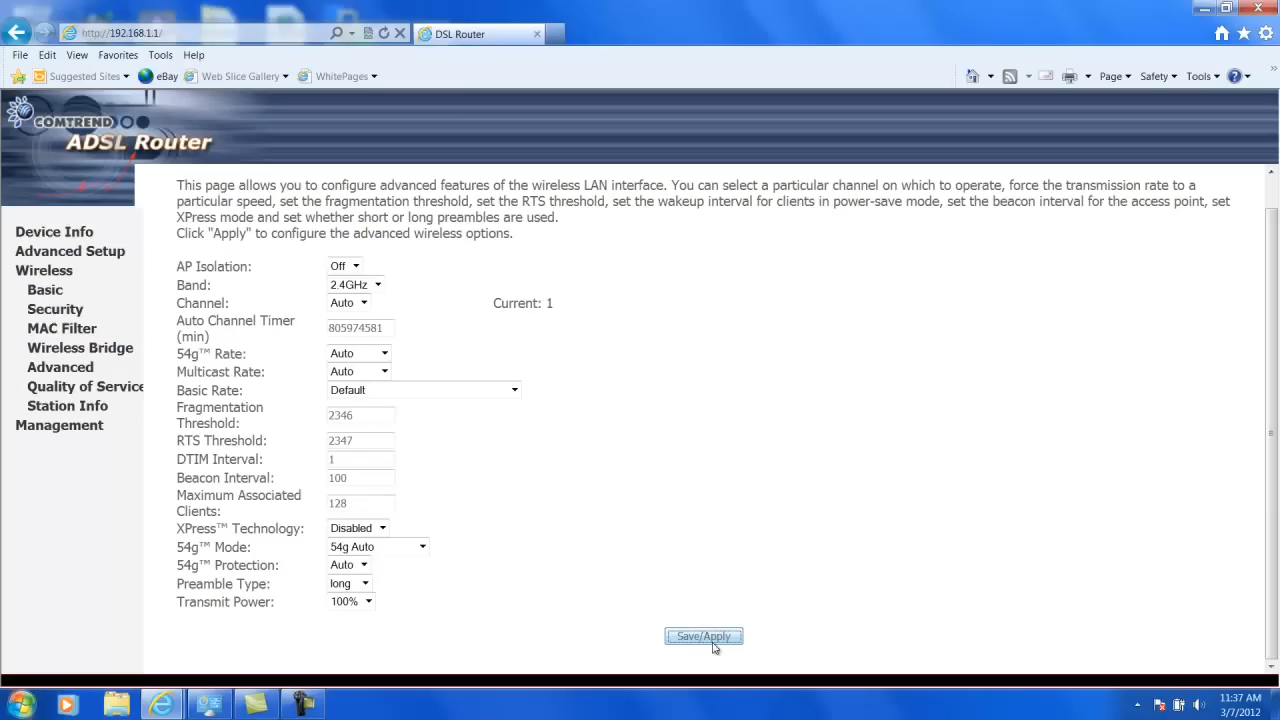 http://192.168.1.1/
DSL Router
File Edit View Favorites Tools Help
Suggested Sites eBay Web Slice Gallery WhitePages Page Safety Tools
COMTREND
ADSL Router
This page allows you to configure advanced features of the wireless LAN interface. You can select a particular channel on which to operate, force the transmission rate to a
particular speed, set the fragmentation threshold, set the RTS threshold, set the wakeup interval for clients in power-save mode, set the beacon interval for the access point, set
XPress mode and set whether short or long preambles are used.
Click "Apply" to configure the advanced wireless options.
Device Info
Advanced Setup
Wireless
Basic
Security
MAC Filter
Wireless Bridge
Advanced
Quality of Service
Station Info
Management
AP Isolation: Off
Band: 2.4GHz
Channel: Auto Current: 1
Auto Channel Timer
(min) 805974581
54g™ Rate: Auto
Multicast Rate: Auto
Basic Rate: Default
Fragmentation
Threshold: 2346
RTS Threshold: 2347
DTIM Interval: 1
Beacon Interval: 100
Maximum Associated
Clients: 128
XPress™ Technology: Disabled
54g™ Mode: 54g Auto
54g™ Protection: Auto
Preamble Type: long
Transmit Power: 100%
Save/Apply
11:37 AM
3/7/2012